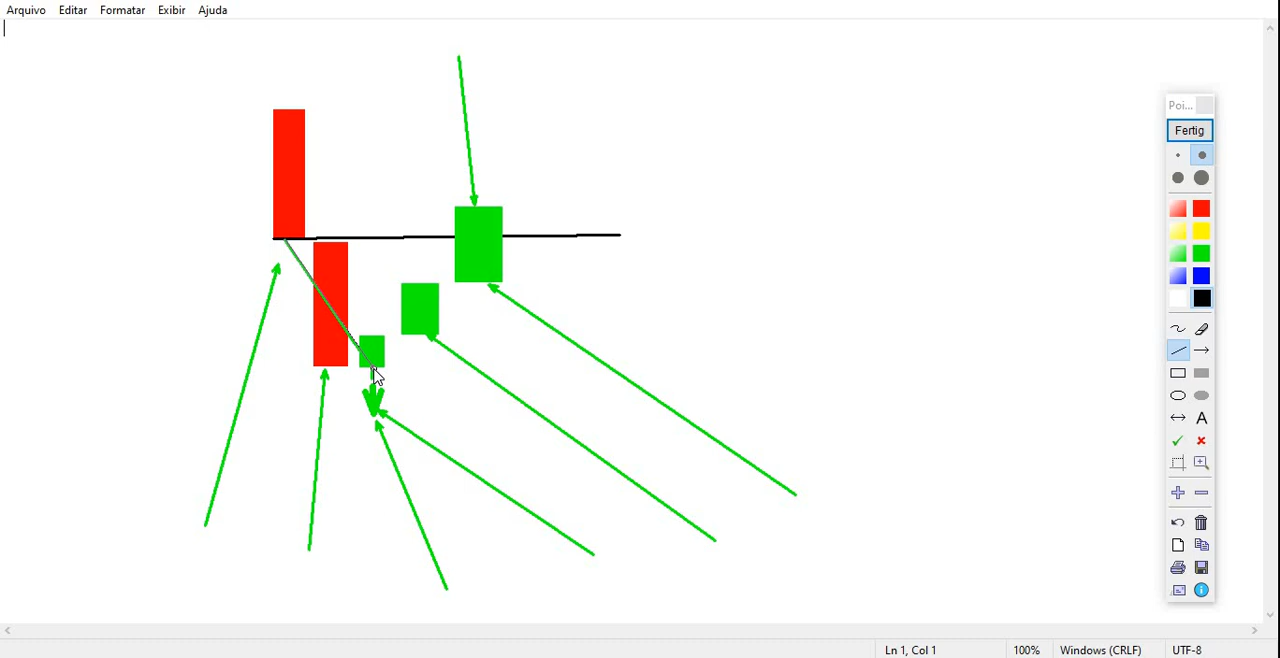 Arquivo Editar Formatar Exibir Ajuda
Poi...
Fertig
A
Ln 1, Col 1 100% Windows (CRLF) UTF-8